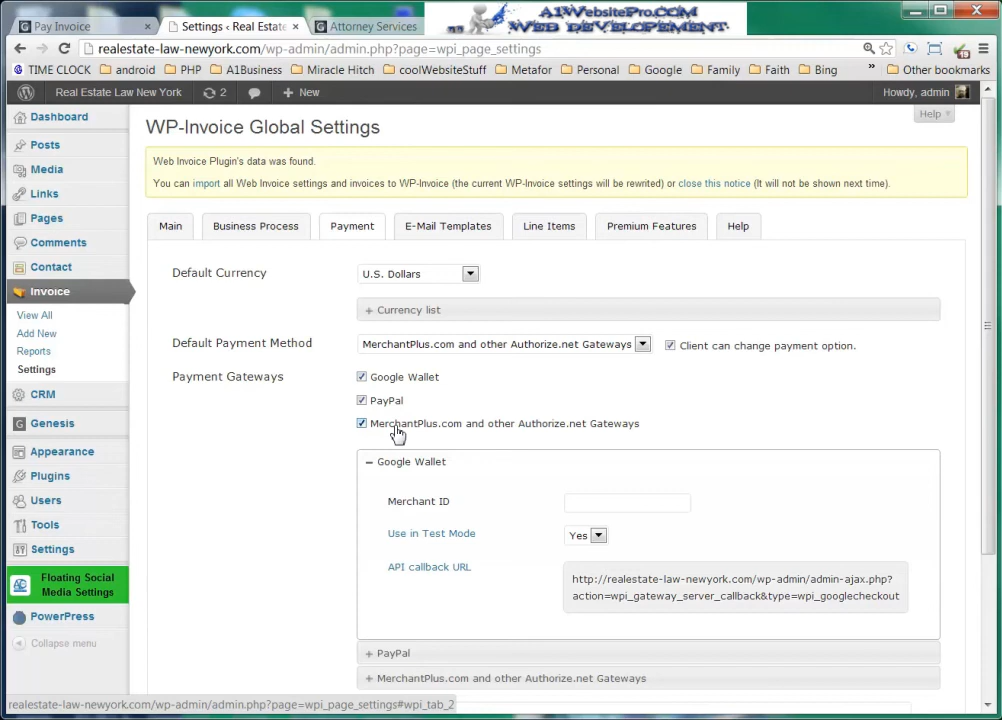 Pay Invoice
Settings ‹ Real Estate
Attorney Services
A1WebsitePro.COM
WEB DEVELOPEMENT
realestate-law-newyork.com/wp-admin/admin.php?page=wpi_page_settings
TIME CLOCK android PHP A1Business Miracle Hitch coolWebsiteStuff Metafor Personal Google Family Faith Bing » Other bookmarks
Real Estate Law New York 2 New Howdy, admin
Help
Dashboard
Posts
Media
Links
Pages
Comments
Contact
Invoice
View All
Add New
Reports
Settings
CRM
Genesis
Appearance
Plugins
Users
Tools
Settings
Floating Social
Media Settings
PowerPress
Collapse menu
WP-Invoice Global Settings
Web Invoice Plugin's data was found.
You can import all Web Invoice settings and invoices to WP-Invoice (the current WP-Invoice settings will be rewrited) or close this notice (It will not be shown next time).
Main Business Process Payment E-Mail Templates Line Items Premium Features Help
Default Currency U.S. Dollars
+ Currency list
Default Payment Method MerchantPlus.com and other Authorize.net Gateways Client can change payment option.
Payment Gateways Google Wallet
PayPal
MerchantPlus.com and other Authorize.net Gateways
− Google Wallet
Merchant ID
Use in Test Mode Yes
API callback URL
http://realestate-law-newyork.com/wp-admin/admin-ajax.php?
action=wpi_gateway_server_callback&type=wpi_googlecheckout
+ PayPal
+ MerchantPlus.com and other Authorize.net Gateways
realestate-law-newyork.com/wp-admin/admin.php?page=wpi_page_settings#wpi_tab_2